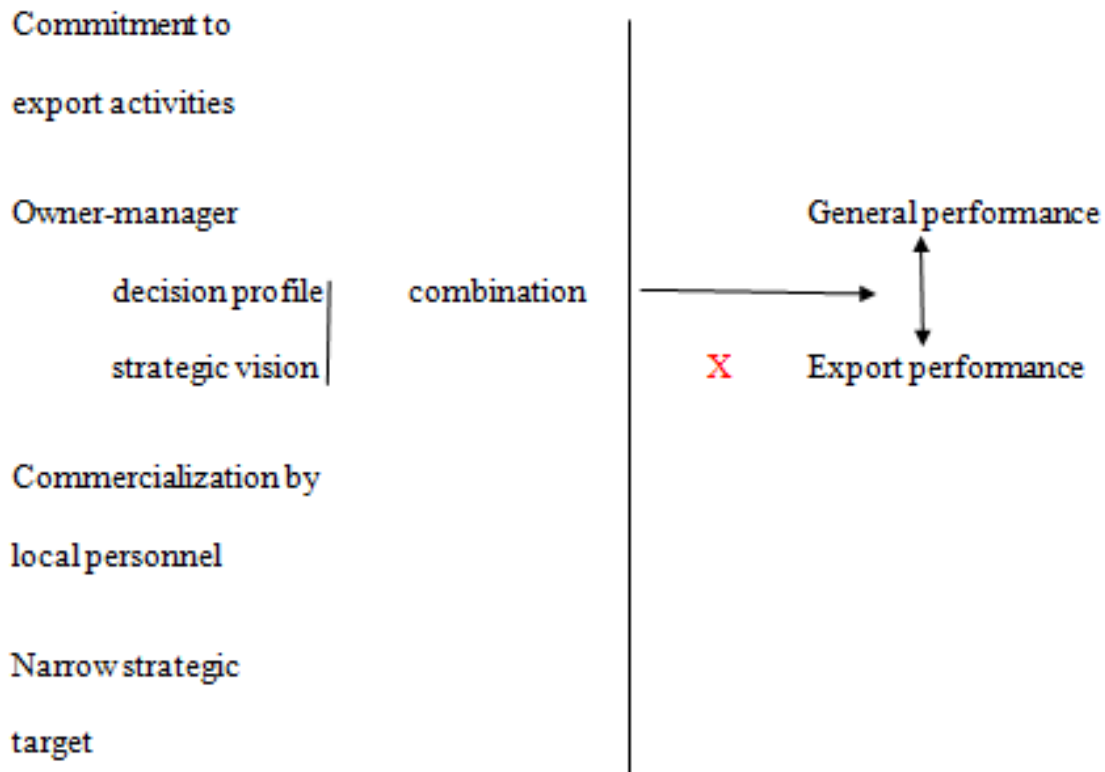 Commitment to
export activities
Owner-manager General performance
decision profile combination
strategic vision X Export performance
Commercialization by
local personnel
Narrow strategic
target